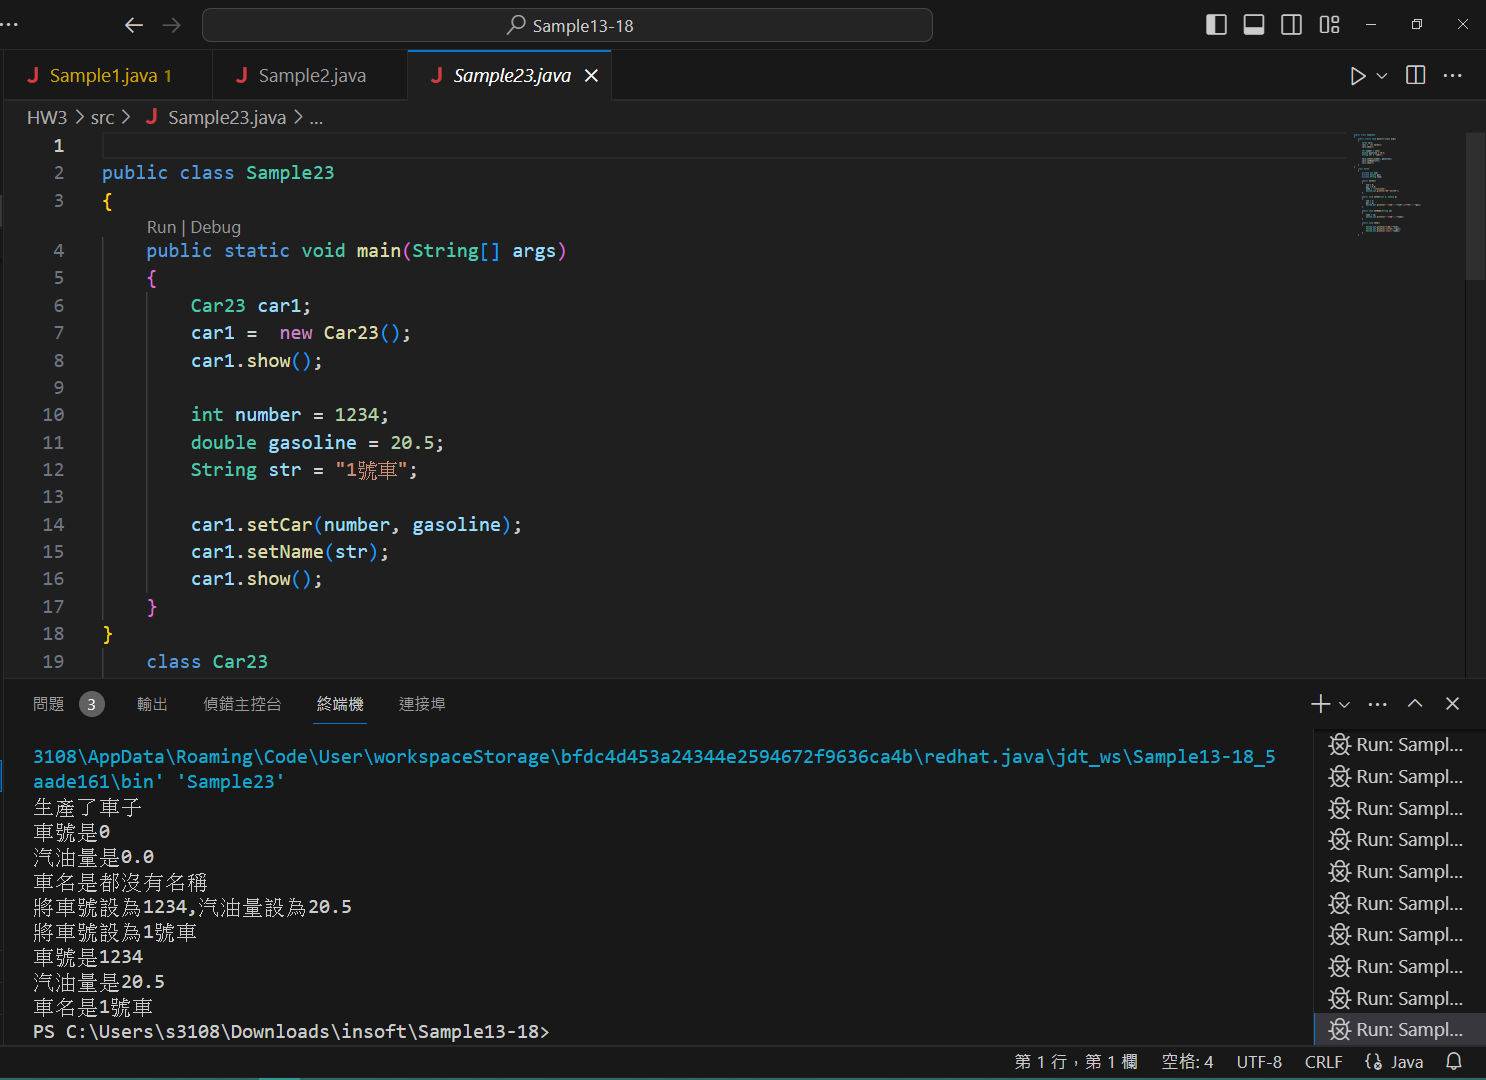 Sample13-18
Sample1.java 1
Sample2.java
Sample23.java
HW3 > src > Sample23.java > ...
1
2 public class Sample23
3 {
Run | Debug
4 public static void main(String[] args)
5 {
6 Car23 car1;
7 car1 =  new Car23();
8 car1.show();
9
10 int number = 1234;
11 double gasoline = 20.5;
12 String str = "1號車";
13
14 car1.setCar(number, gasoline);
15 car1.setName(str);
16 car1.show();
17 }
18 }
19 class Car23
問題 3 輸出 偵錯主控台 終端機 連接埠
3108\AppData\Roaming\Code\User\workspaceStorage\bfdc4d453a24344e2594672f9636ca4b\redhat.java\jdt_ws\Sample13-18_5
aade161\bin' 'Sample23'
生產了車子
車號是0
汽油量是0.0
車名是都沒有名稱
將車號設為1234,汽油量設為20.5
將車號設為1號車
車號是1234
汽油量是20.5
車名是1號車
PS C:\Users\s3108\Downloads\insoft\Sample13-18>
Run: Sampl...
Run: Sampl...
Run: Sampl...
Run: Sampl...
Run: Sampl...
Run: Sampl...
Run: Sampl...
Run: Sampl...
Run: Sampl...
Run: Sampl...
第 1 行，第 1 欄 空格: 4 UTF-8 CRLF Java